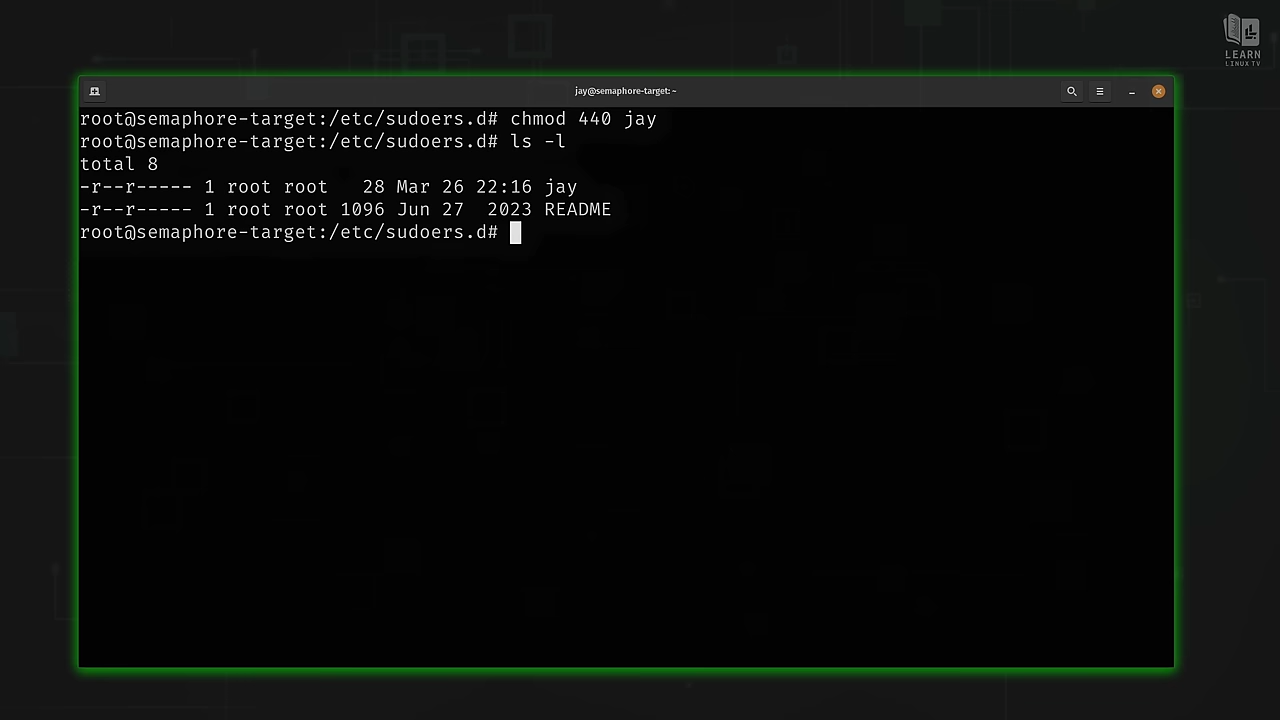 LEARN
LINUX TV
jay@semaphore-target: ~
root@semaphore-target:/etc/sudoers.d# chmod 440 jay
root@semaphore-target:/etc/sudoers.d# ls -l
total 8
-r--r----- 1 root root   28 Mar 26 22:16 jay
-r--r----- 1 root root 1096 Jun 27  2023 README
root@semaphore-target:/etc/sudoers.d#